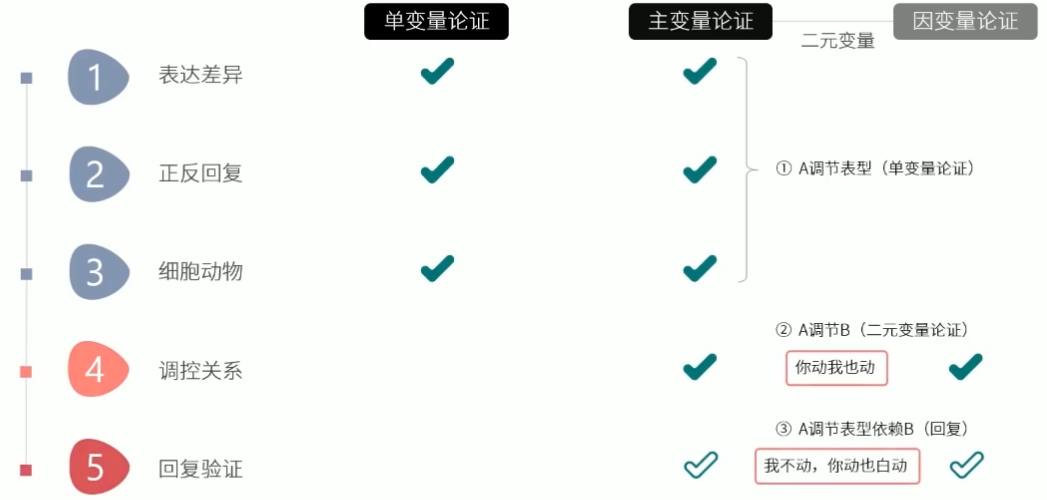 单变量论证
主变量论证
因变量论证
二元变量
1 表达差异
2 正反回复
① A调节表型（单变量论证）
3 细胞动物
② A调节B（二元变量论证）
4 调控关系
你动我也动
③ A调节表型依赖B（回复）
5 回复验证
我不动，你动也白动